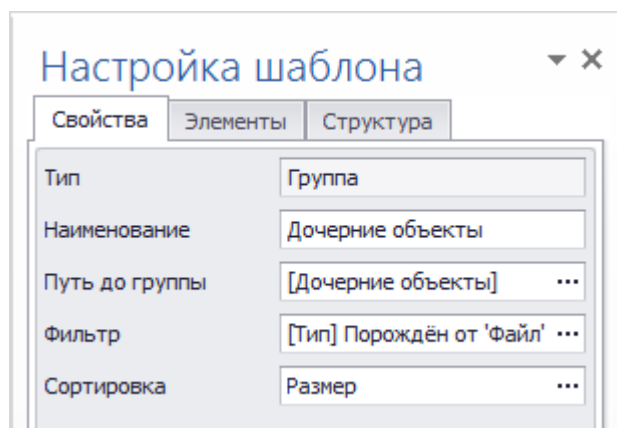 Настройка шаблона
Свойства Элементы Структура
Тип Группа
Наименование Дочерние объекты
Путь до группы [Дочерние объекты] ...
Фильтр [Тип] Порождён от 'Файл' ...
Сортировка Размер ...